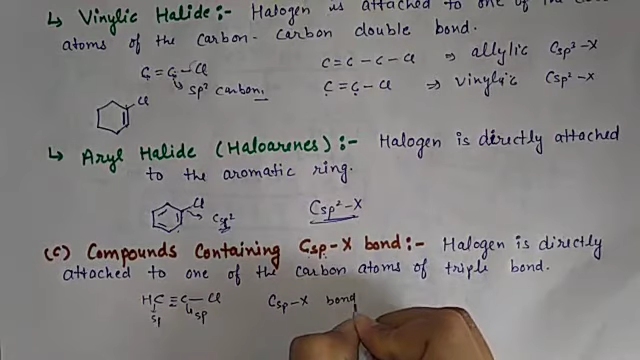 ↳ Vinylic Halide :- Halogen is attached to one of the
atoms of the carbon-carbon double bond.
C = C - C - Cl ⇒ allylic Csp²-X
C = C - Cl
↳ sp² carbon
C = C - Cl → vinylic Csp²-X
Cl
↳ Aryl Halide (Haloarenes) :- Halogen is directly attached
to the aromatic ring.
Cl
Csp²
Csp²-X
(c) Compounds Containing Csp-X bond :- Halogen is directly
attached to one of the carbon atoms of triple bond.
HC ≡ C - Cl
sp
Csp-X bond